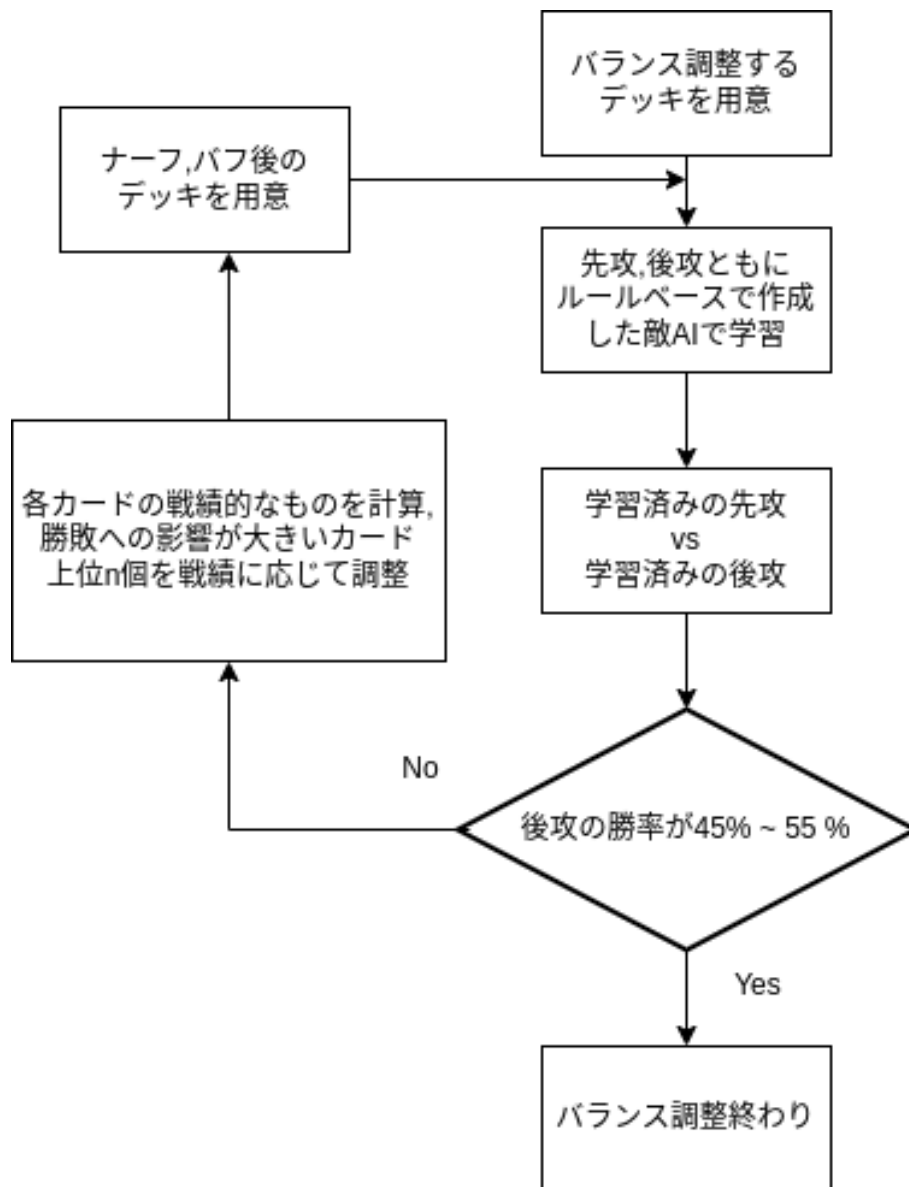 バランス調整する
デッキを用意
ナーフ,バフ後の
デッキを用意
先攻,後攻ともに
ルールベースで作成
した敵AIで学習
各カードの戦績的なものを計算,
勝敗への影響が大きいカード
上位n個を戦績に応じて調整
学習済みの先攻
vs
学習済みの後攻
No
後攻の勝率が45% ~ 55 %
Yes
バランス調整終わり